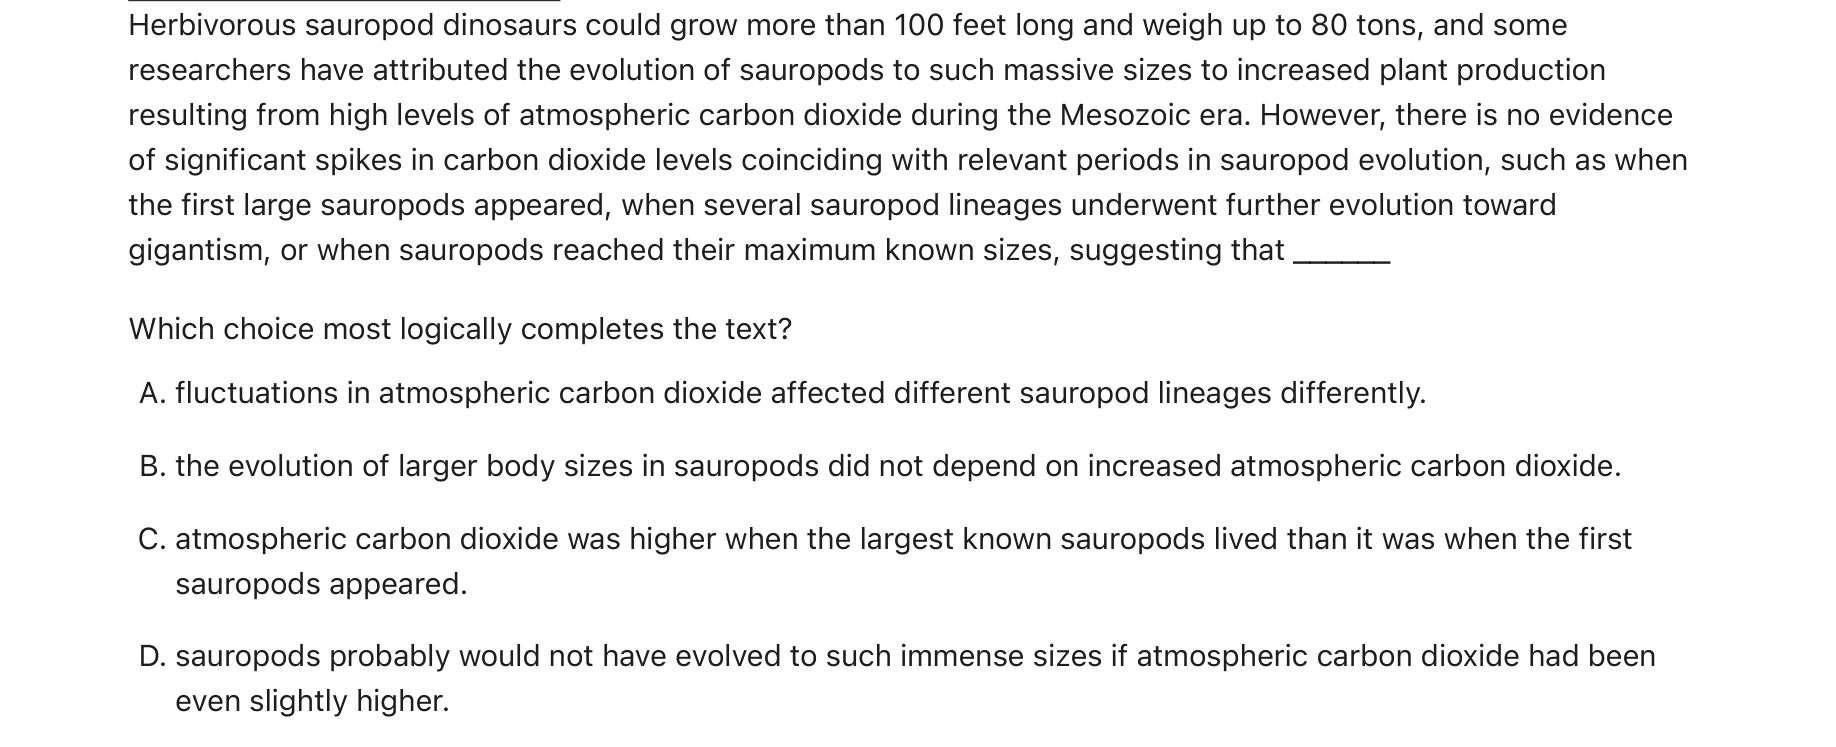 Herbivorous sauropod dinosaurs could grow more than 100 feet long and weigh up to 80 tons, and some
researchers have attributed the evolution of sauropods to such massive sizes to increased plant production
resulting from high levels of atmospheric carbon dioxide during the Mesozoic era. However, there is no evidence
of significant spikes in carbon dioxide levels coinciding with relevant periods in sauropod evolution, such as when
the first large sauropods appeared, when several sauropod lineages underwent further evolution toward
gigantism, or when sauropods reached their maximum known sizes, suggesting that ______
Which choice most logically completes the text?
A. fluctuations in atmospheric carbon dioxide affected different sauropod lineages differently.
B. the evolution of larger body sizes in sauropods did not depend on increased atmospheric carbon dioxide.
C. atmospheric carbon dioxide was higher when the largest known sauropods lived than it was when the first
sauropods appeared.
D. sauropods probably would not have evolved to such immense sizes if atmospheric carbon dioxide had been
even slightly higher.